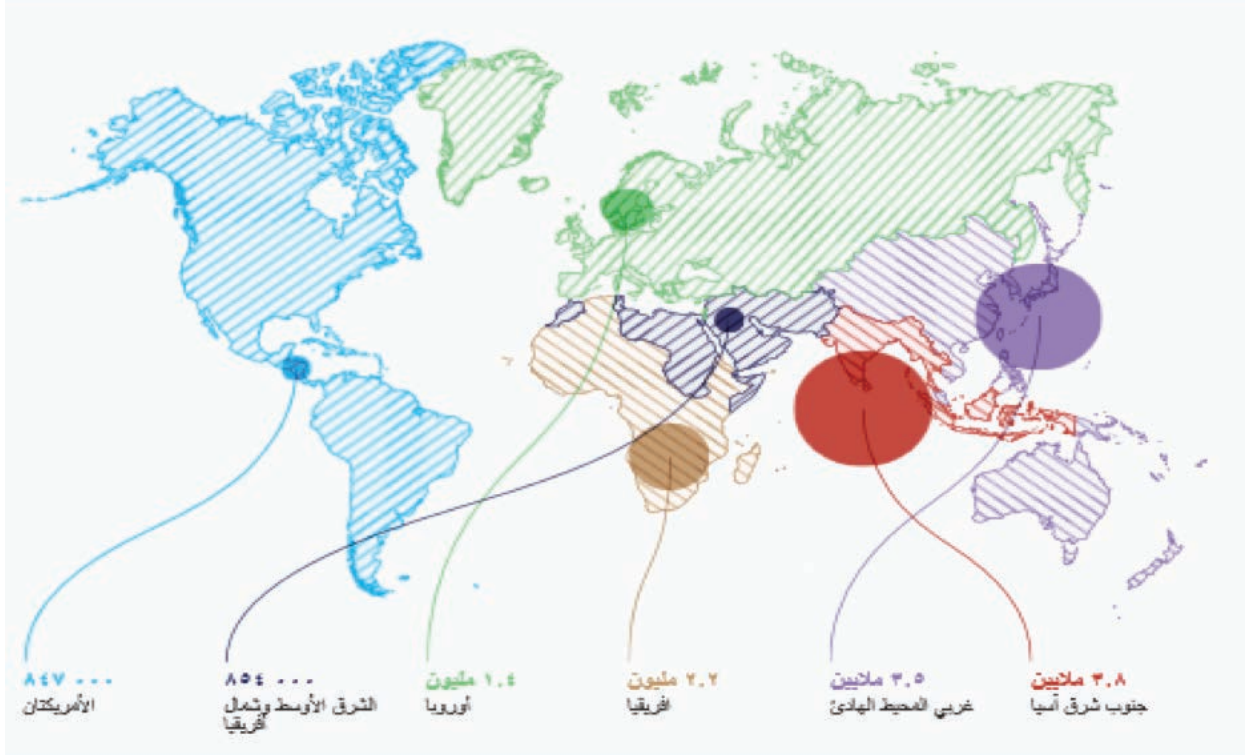 ٣.٨ ملايين
جنوب شرق آسيا
٣.٥ ملايين
غربي المحيط الهادئ
٢.٢ مليون
افريقيا
١.٤ مليون
أوروبا
٨٥٤ ٠٠٠
الشرق الأوسط وشمال
أفريقيا
٨٤٧ ٠٠٠
الأمريكتان